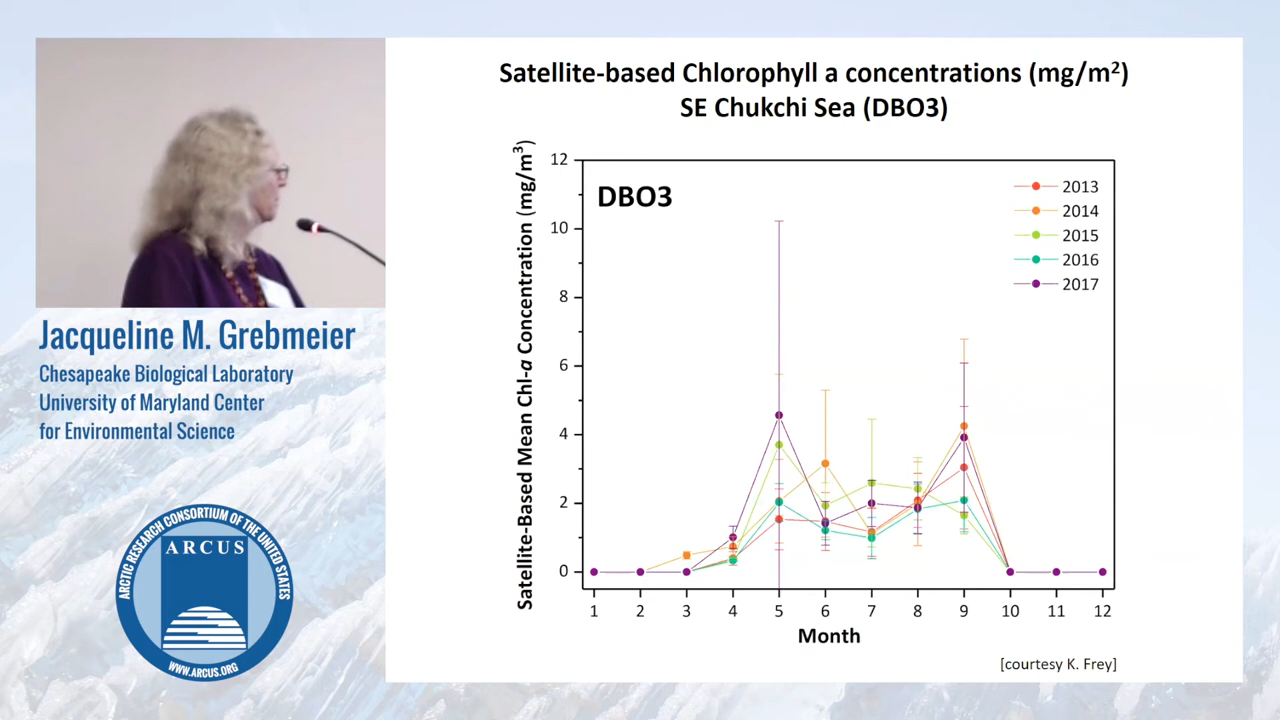 Satellite-based Chlorophyll a concentrations (mg/m²)
SE Chukchi Sea (DBO3)
Satellite-Based Mean Chl-a Concentration (mg/m³)
12
10
8
6
4
2
0
DBO3
2013
2014
2015
2016
2017
1 2 3 4 5 6 7 8 9 10 11 12
Month
[courtesy K. Frey]
Jacqueline M. Grebmeier
Chesapeake Biological Laboratory
University of Maryland Center
for Environmental Science
ARCTIC RESEARCH CONSORTIUM OF THE UNITED STATES
ARCUS
WWW.ARCUS.ORG